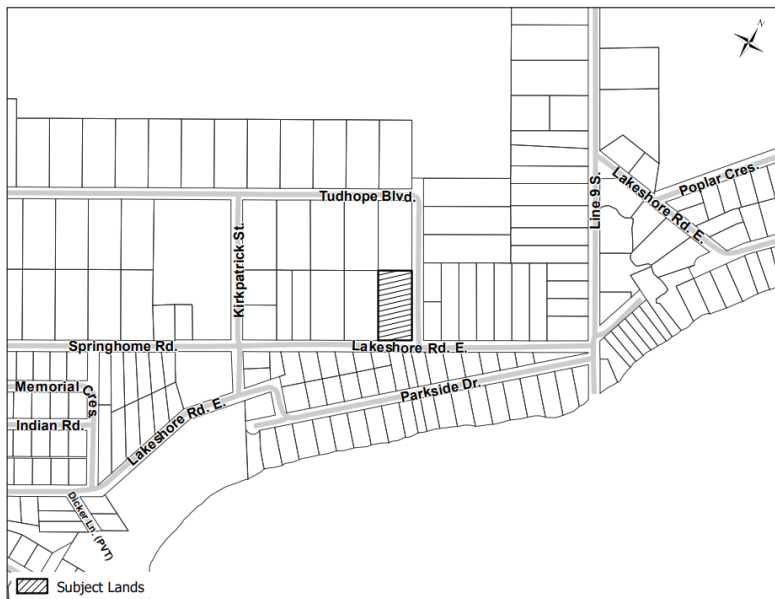 N
Tudhope Blvd.
Poplar Cres.
Lakeshore Rd. E.
Line 9 S.
Kirkpatrick St.
Springhome Rd.
Lakeshore Rd. E.
Memorial Cres
Parkside Dr.
Lakeshore Rd. E.
Indian Rd.
Dicker Ln. (PVT)
Subject Lands